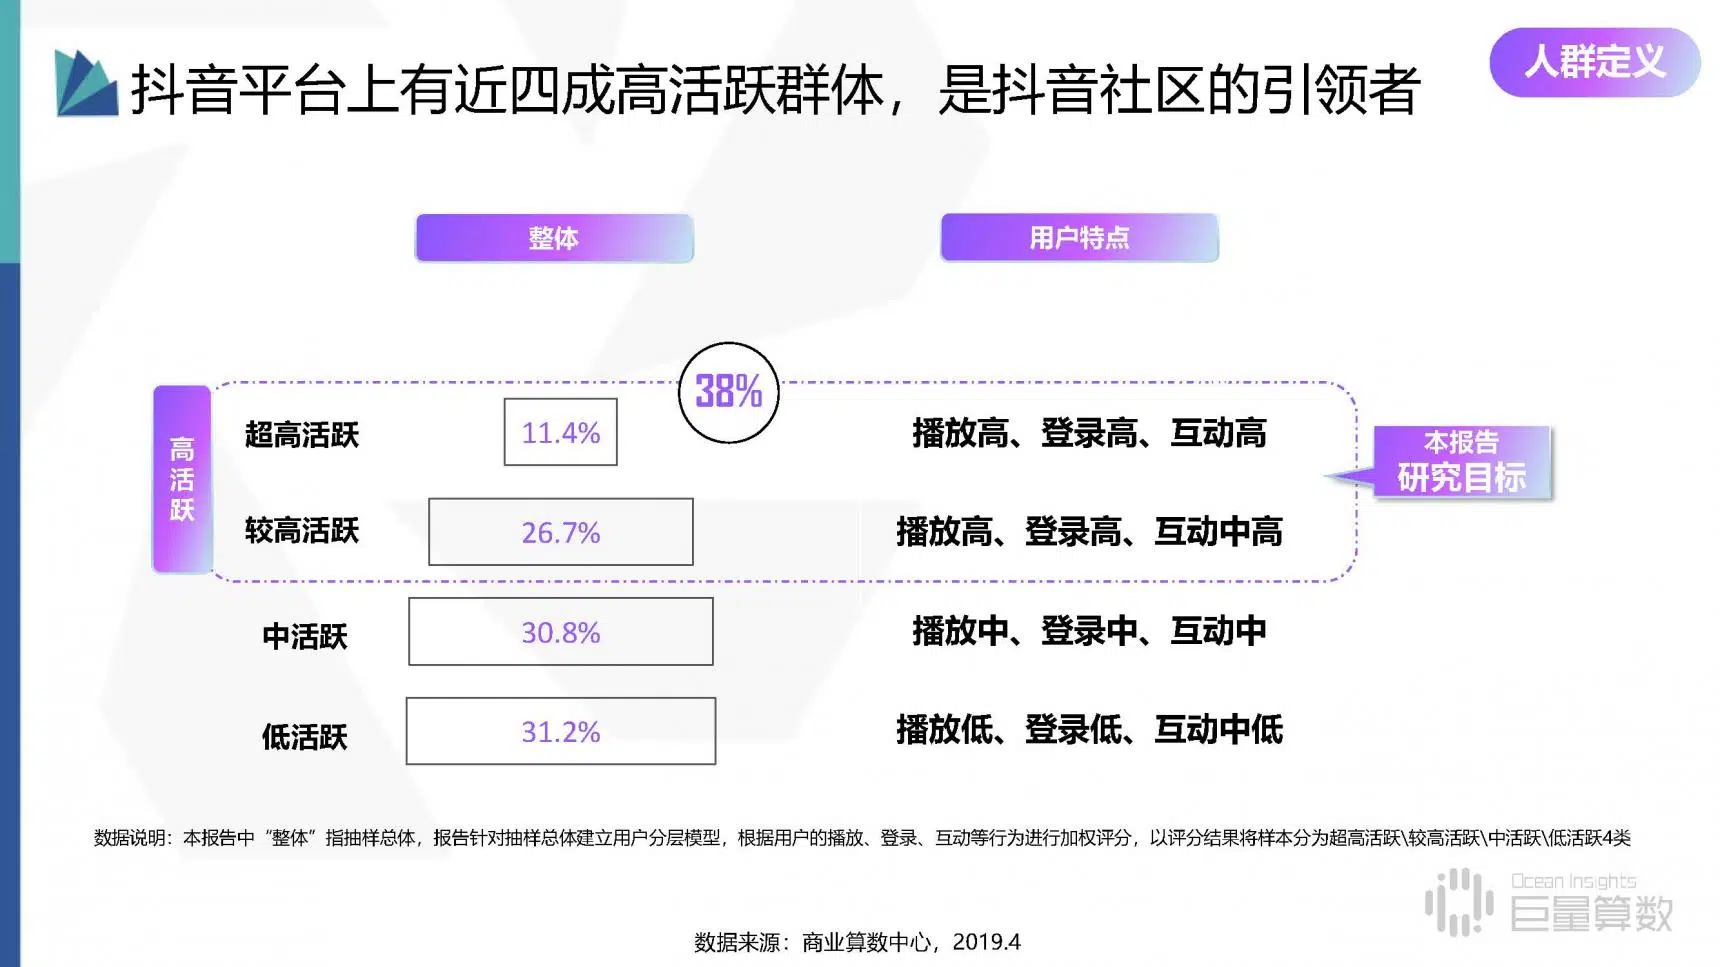 抖音平台上有近四成高活跃群体，是抖音社区的引领者
人群定义
整体
用户特点
38%
高活跃
超高活跃
11.4%
播放高、登录高、互动高
本报告
研究目标
较高活跃
26.7%
播放高、登录高、互动中高
中活跃
30.8%
播放中、登录中、互动中
低活跃
31.2%
播放低、登录低、互动中低
数据说明：本报告中“整体”指抽样总体，报告针对抽样总体建立用户分层模型，根据用户的播放、登录、互动等行为进行加权评分，以评分结果将样本分为超高活跃\较高活跃\中活跃\低活跃4类
Ocean Insights
巨量算数
数据来源：商业算数中心，2019.4